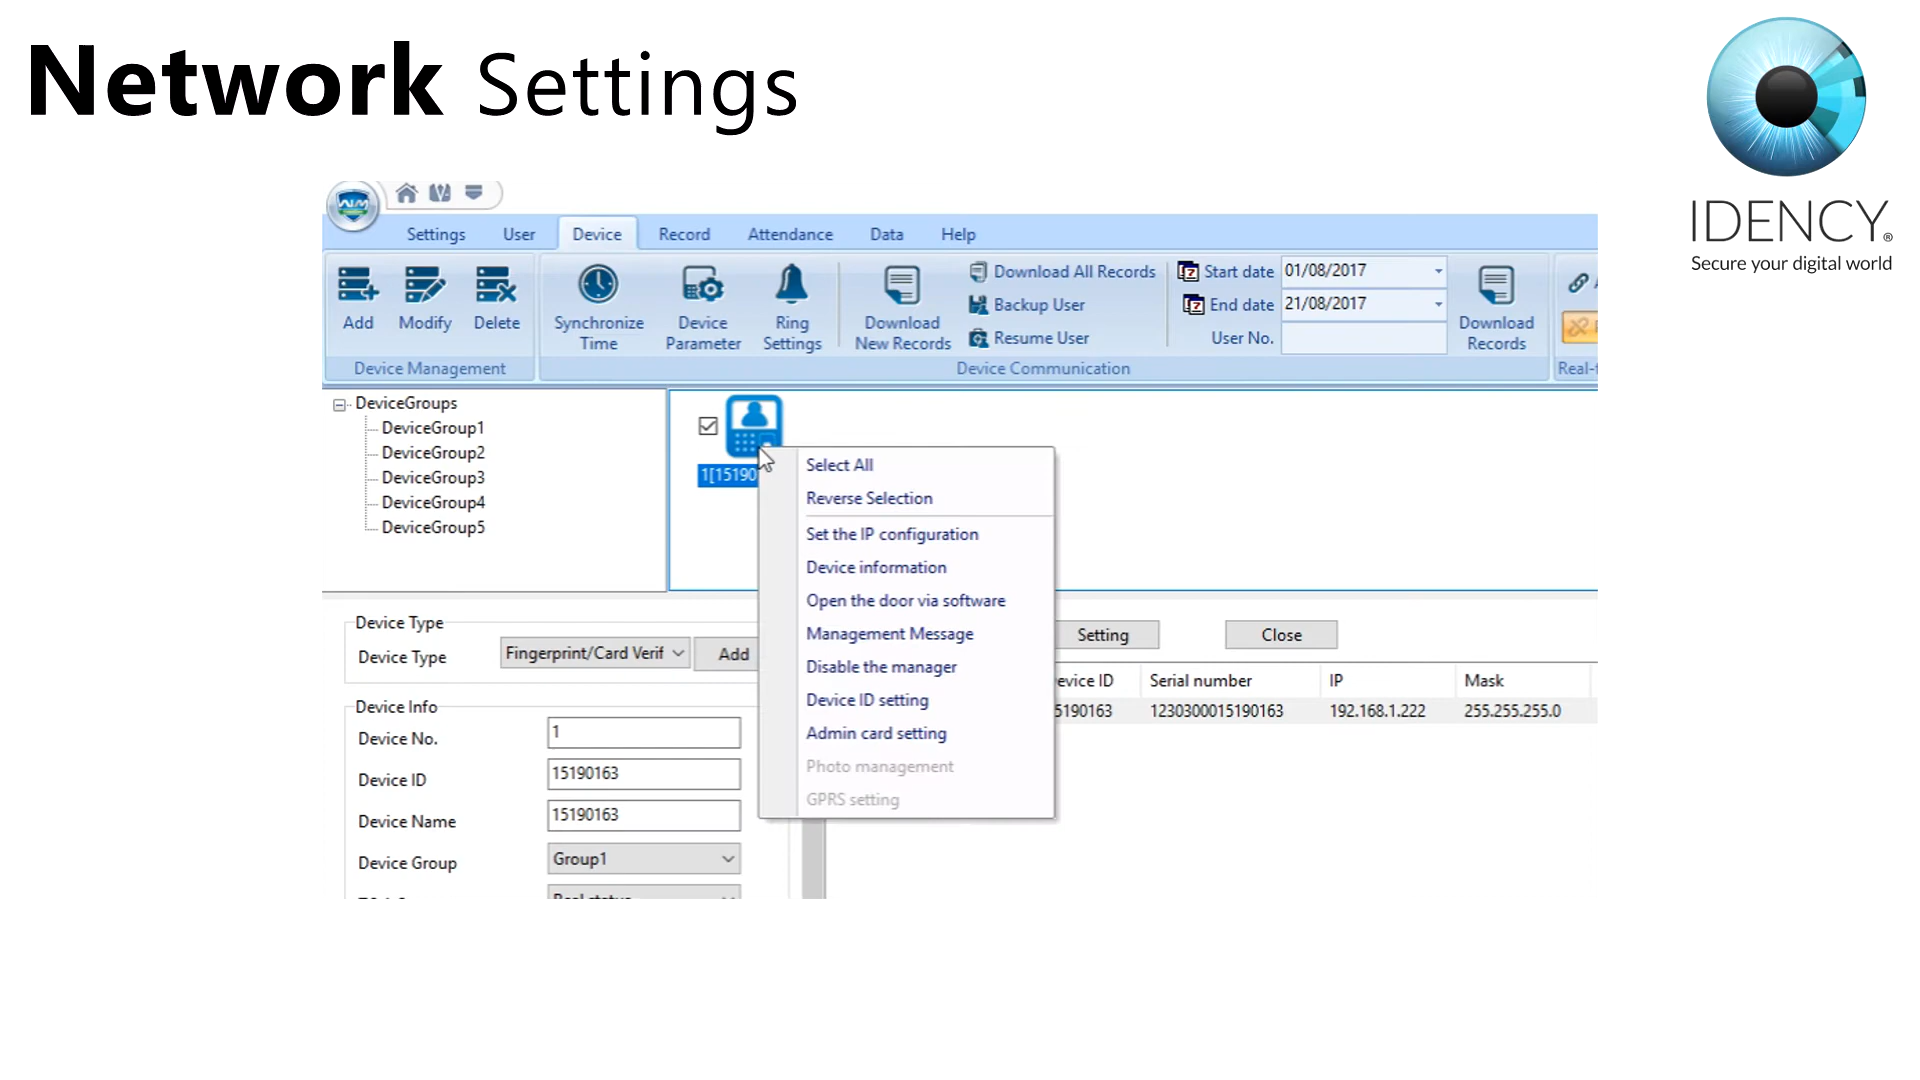 Network Settings
IDENCY®
Secure your digital world
Settings User Device Record Attendance Data Help
Add Modify Delete
Device Management
Synchronize Time
Device Parameter
Ring Settings
Download New Records
Download All Records
Backup User
Resume User
Start date 01/08/2017
End date 21/08/2017
User No.
Download Records
Device Communication
Real-
DeviceGroups
DeviceGroup1
DeviceGroup2
DeviceGroup3
DeviceGroup4
DeviceGroup5
1[15190
Select All
Reverse Selection
Set the IP configuration
Device information
Open the door via software
Management Message
Disable the manager
Device ID setting
Admin card setting
Photo management
GPRS setting
Device Type
Device Type Fingerprint/Card Verif Add
Device Info
Device No. 1
Device ID 15190163
Device Name 15190163
Device Group Group1
Setting Close
evice ID Serial number IP Mask
5190163 1230300015190163 192.168.1.222 255.255.255.0